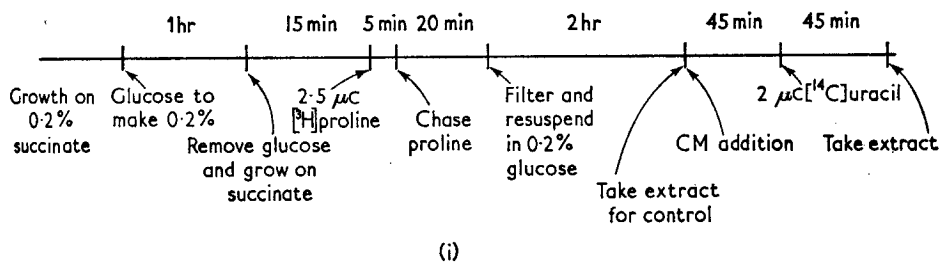 1hr
15 min
5 min
20 min
2 hr
45 min
45 min
Growth on
0·2%
succinate
Glucose to
make 0·2%
Remove glucose
and grow on
succinate
2·5 μc
[³H]proline
Chase
proline
Filter and
resuspend
in 0·2%
glucose
Take extract
for control
CM addition
2 μc[¹⁴C]uracil
Take extract
(i)